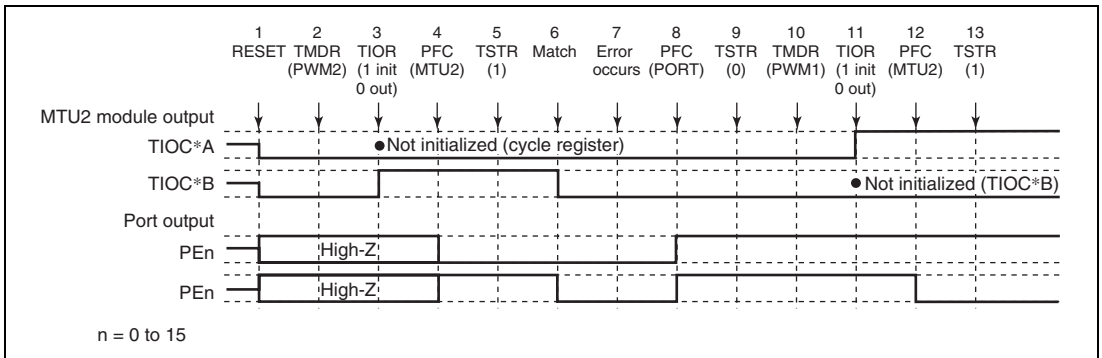 1 2 3 4 5 6 7 8 9 10 11 12 13
RESET TMDR TIOR PFC TSTR Match Error PFC TSTR TMDR TIOR PFC TSTR
(PWM2) (1 init (MTU2) (1) occurs (PORT) (0) (PWM1) (1 init (MTU2) (1)
0 out) 0 out)
MTU2 module output
TIOC*A ●Not initialized (cycle register)
TIOC*B ● Not initialized (TIOC*B)
Port output
PEn High-Z
PEn High-Z
n = 0 to 15